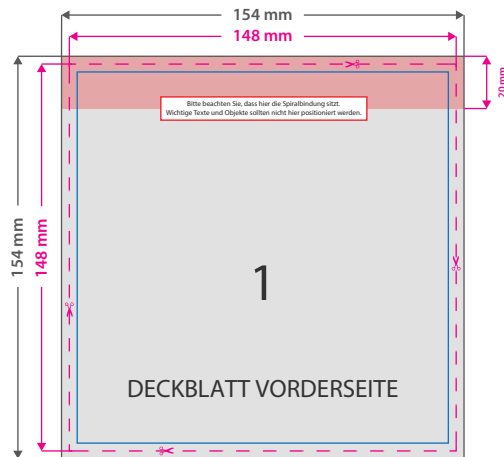 154 mm
148 mm
20 mm
Bitte beachten Sie, dass hier die Spiralbindung sitzt.
Wichtige Texte und Objekte sollten nicht hier positioniert werden.
154 mm
148 mm
1
DECKBLATT VORDERSEITE